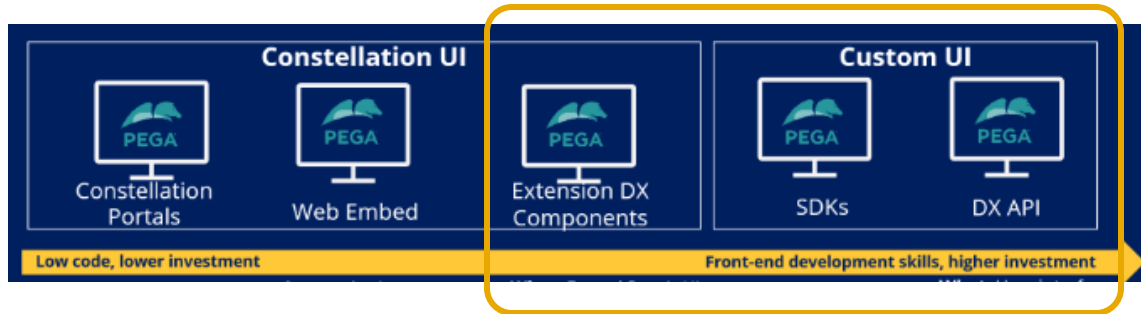 Constellation UI
Custom UI
PEGA
PEGA
PEGA
PEGA
PEGA
Constellation
Portals
Web Embed
Extension DX
Components
SDKs
DX API
Low code, lower investment
Front-end development skills, higher investment